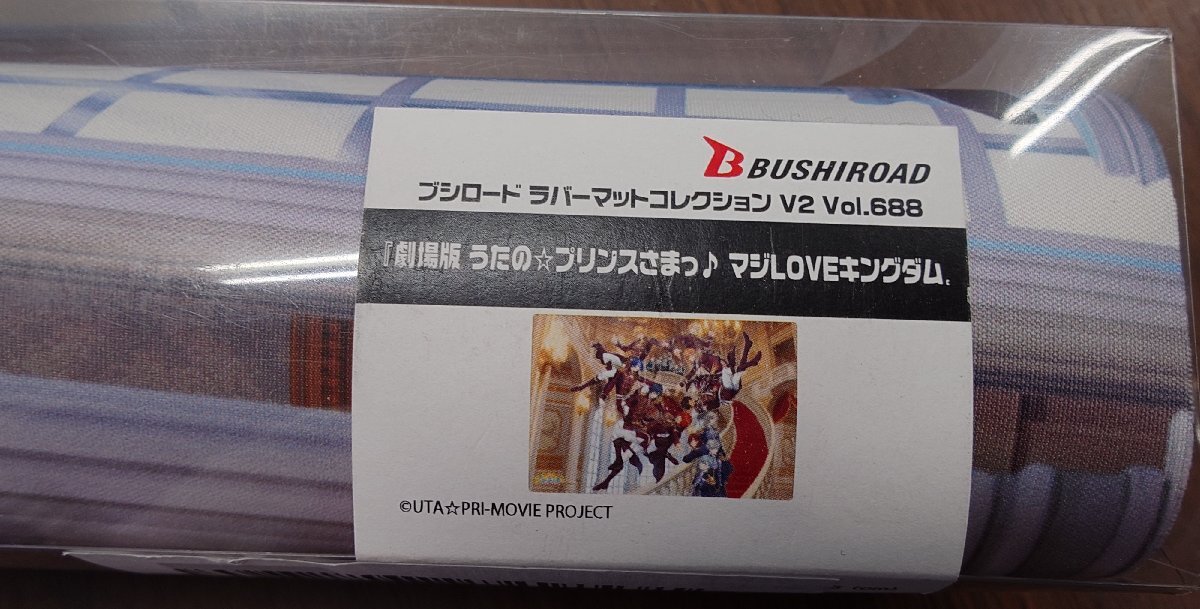 BUSHIROAD
ブシロード ラバーマットコレクション V2 Vol.688
『劇場版 うたの☆プリンスさまっ♪ マジLOVEキングダム』
©UTA☆PRI-MOVIE PROJECT